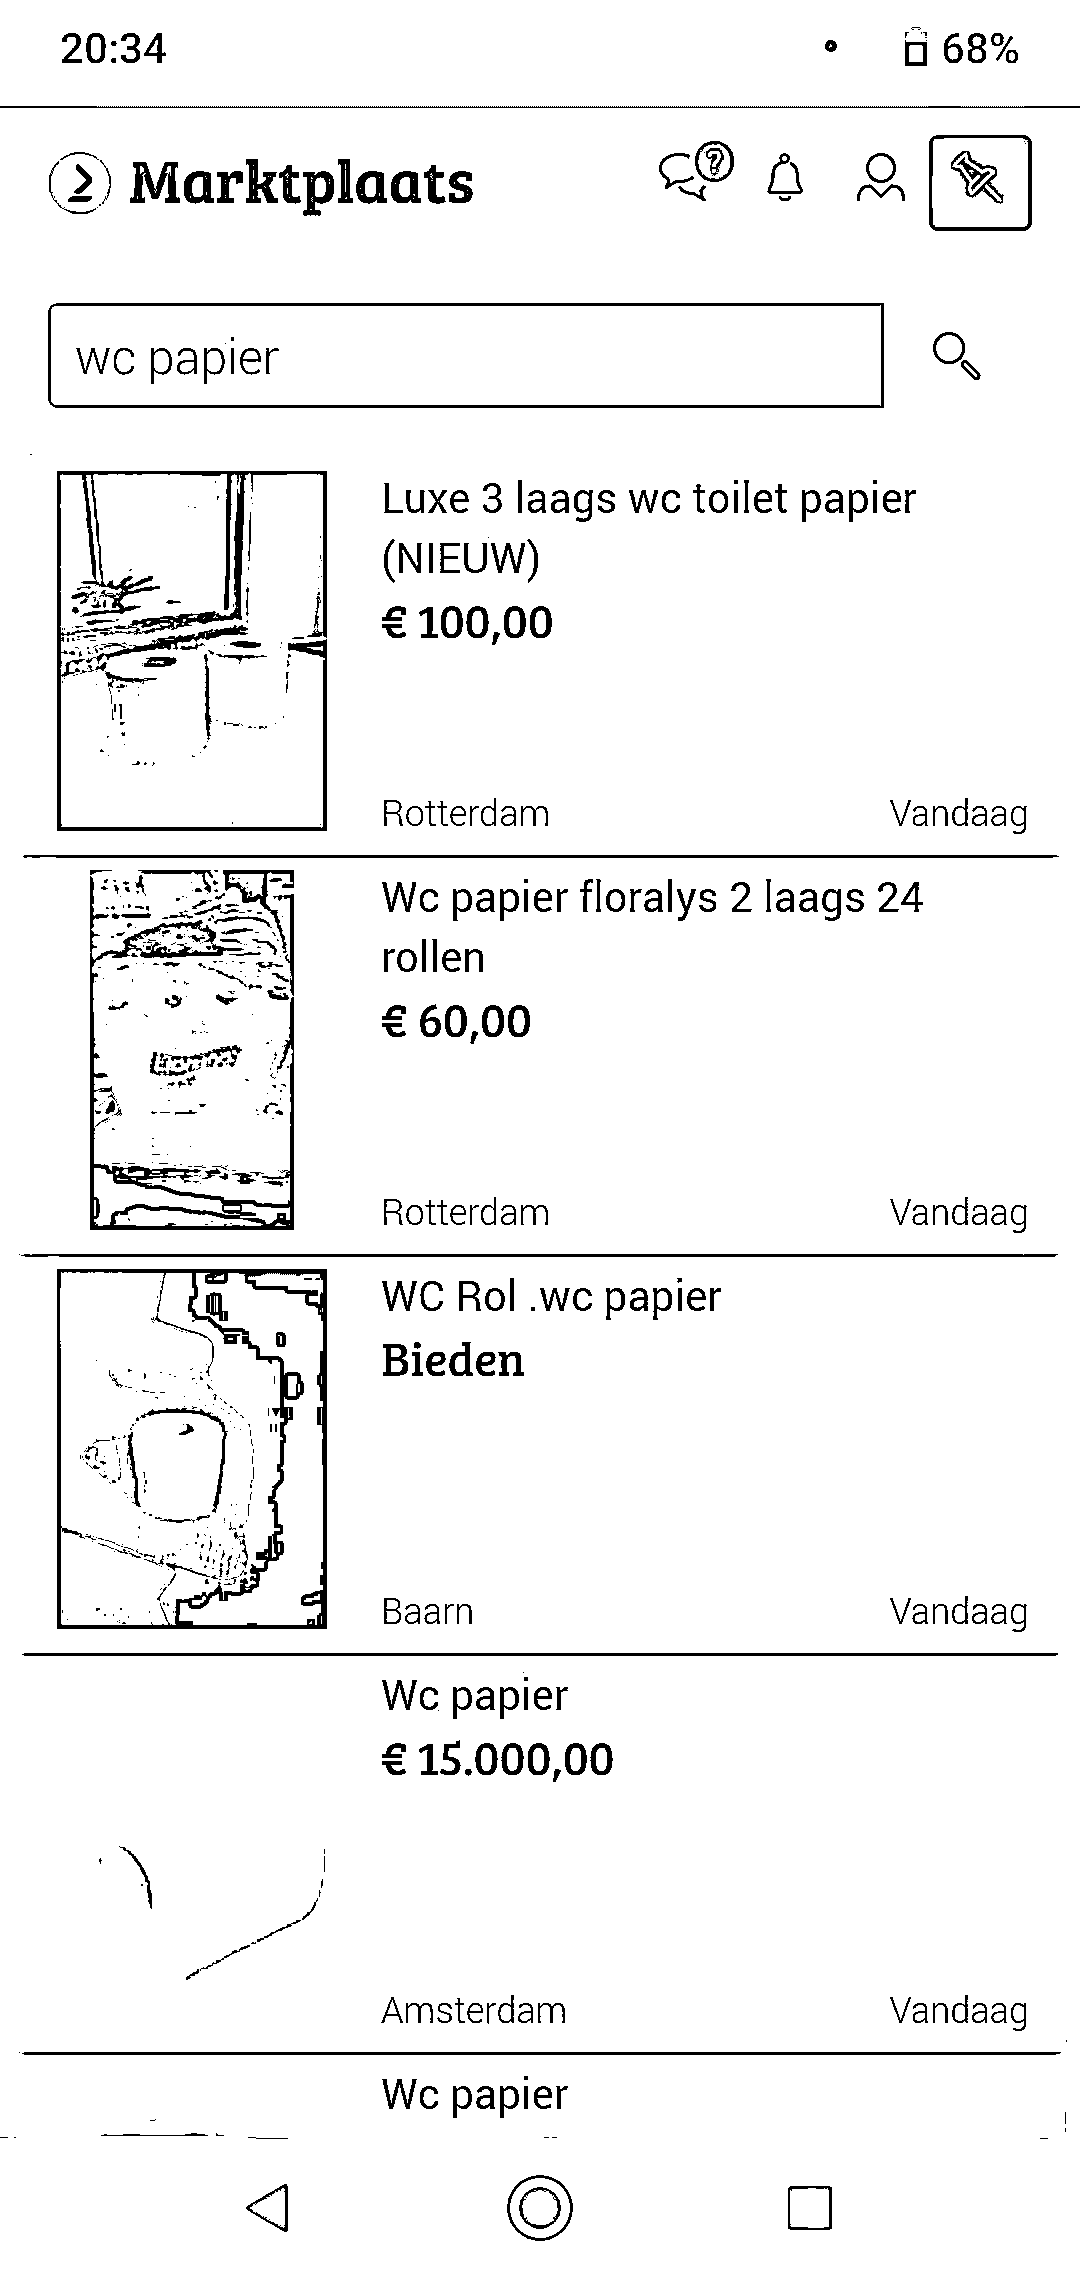 20:34 68%
Marktplaats
wc papier
Luxe 3 laags wc toilet papier
(NIEUW)
€ 100,00
Rotterdam Vandaag
Wc papier floralys 2 laags 24
rollen
€ 60,00
Rotterdam Vandaag
WC Rol .wc papier
Bieden
Baarn Vandaag
Wc papier
€ 15.000,00
Amsterdam Vandaag
Wc papier